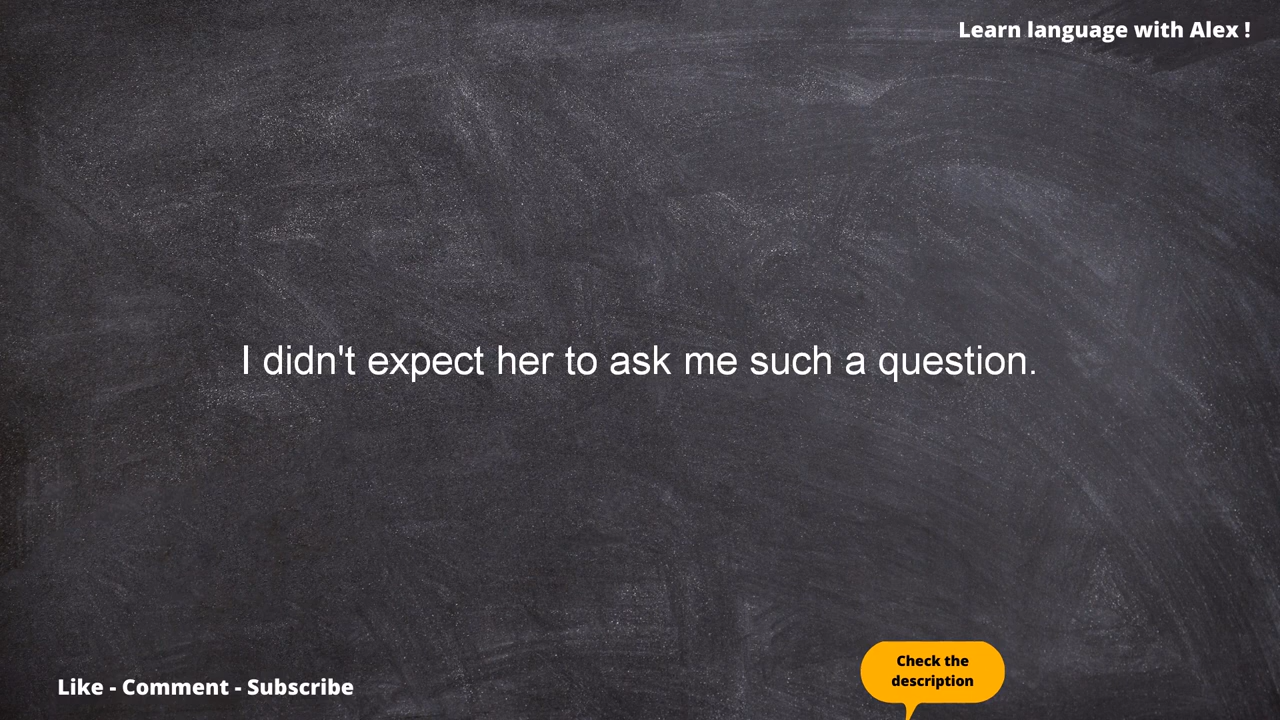 Learn language with Alex !
I didn't expect her to ask me such a question.
Check the
description
Like - Comment - Subscribe